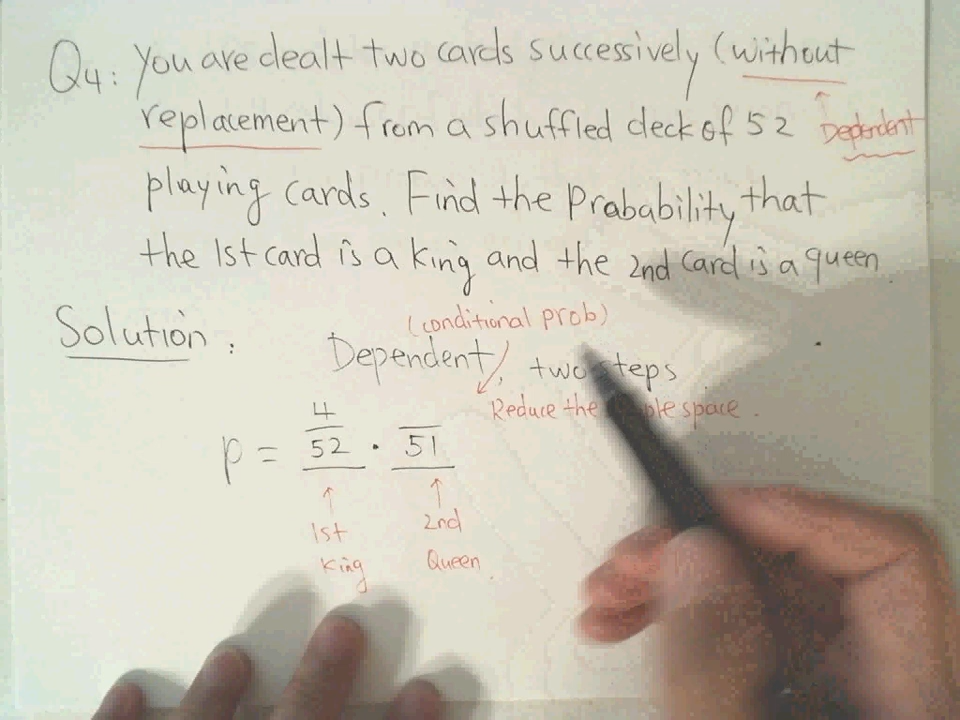 Q4: You are dealt two cards successively (without
replacement) from a shuffled deck of 52
Dependent
playing cards. Find the Prabability that
the 1st card is a king and the 2nd card is a queen
Solution:
(conditional prob)
Dependent, two steps
Reduce the space.
P = 4/52 · /51
1st 2nd
King Queen